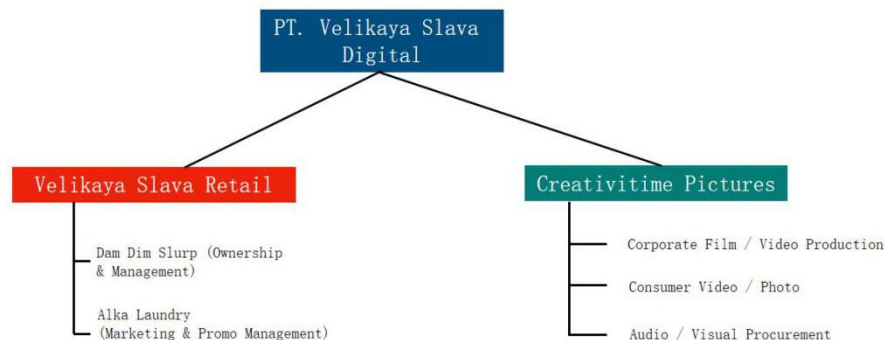 PT. Velikaya Slava
Digital
Velikaya Slava Retail
Dam Dim Slurp (Ownership
& Management)
Alka Laundry
(Marketing & Promo Management)
Creativitime Pictures
Corporate Film / Video Production
Consumer Video / Photo
Audio / Visual Procurement